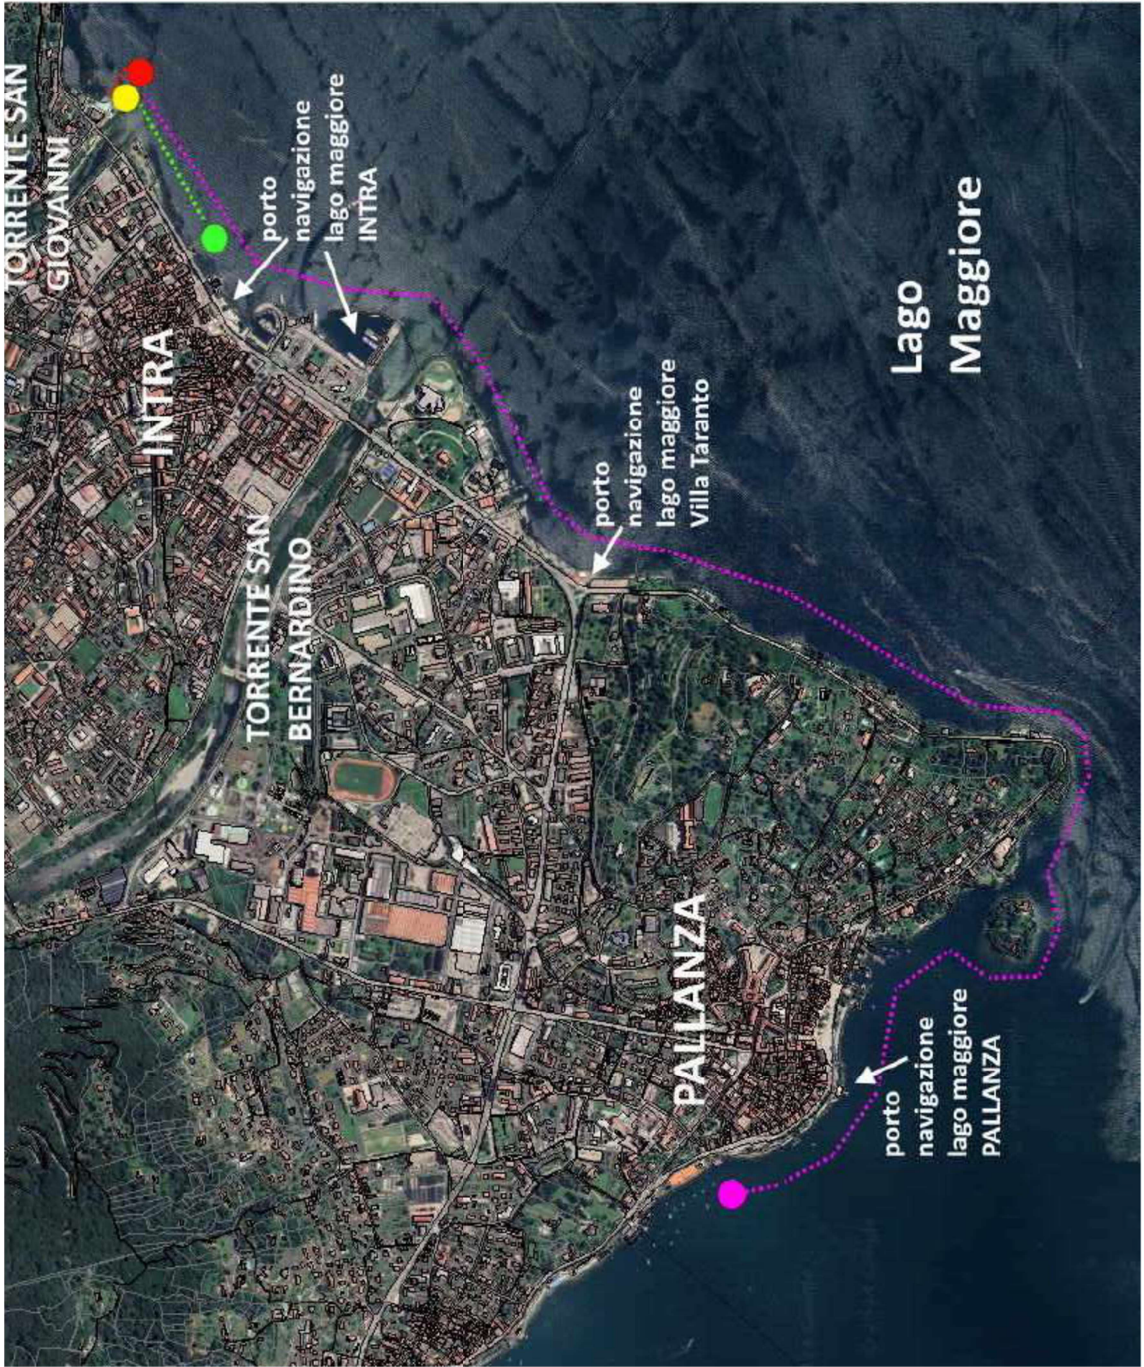 TORRENTE SAN
GIOVANNI
INTRA
porto
navigazione
lago maggiore
INTRA
TORRENTE SAN
BERNARDINO
porto
navigazione
lago maggiore
Villa Taranto
Lago
Maggiore
PALLANZA
porto
navigazione
lago maggiore
PALLANZA